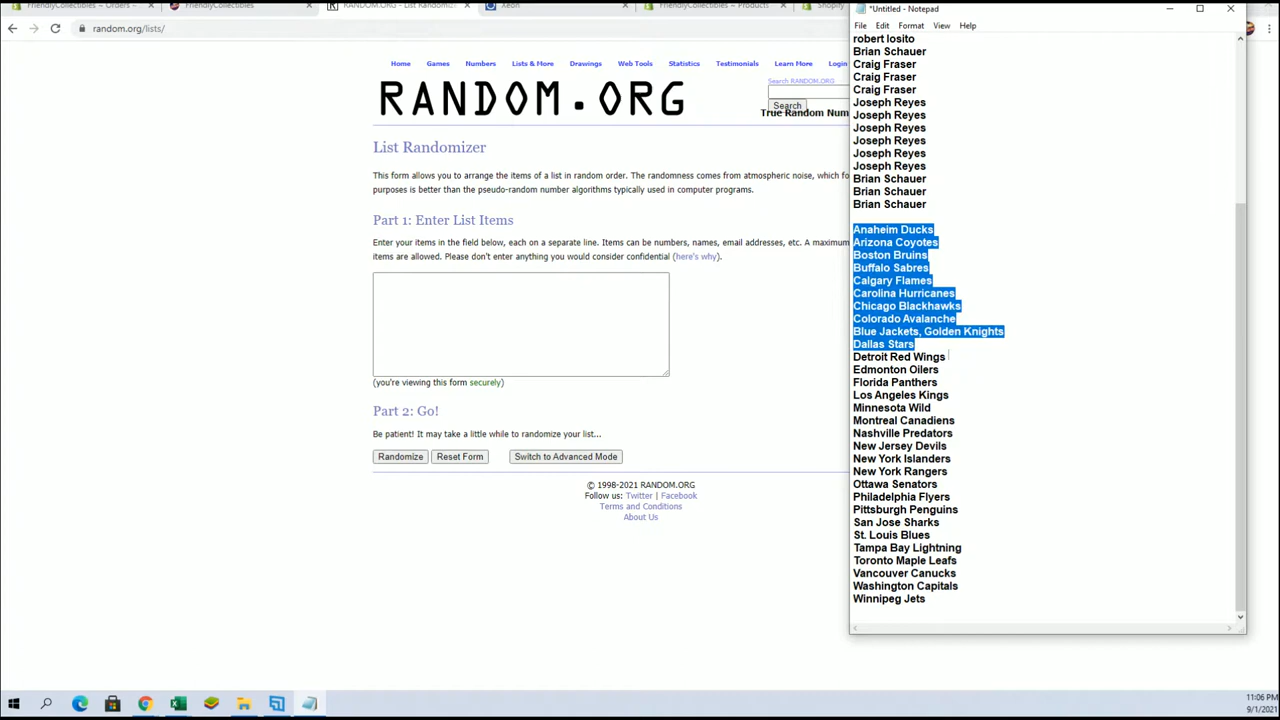 FriendlyCollectibles – Orders
FriendlyCollectibles
RANDOM.ORG - List Randomizer
Xeon
FriendlyCollectibles ~ Products
Shopify
random.org/lists/
Home Games Numbers Lists & More Drawings Web Tools Statistics Testimonials Learn More Login
Search RANDOM.ORG
Search
RANDOM.ORG
True Random Num
List Randomizer
This form allows you to arrange the items of a list in random order. The randomness comes from atmospheric noise, which fo
purposes is better than the pseudo-random number algorithms typically used in computer programs.
Part 1: Enter List Items
Enter your items in the field below, each on a separate line. Items can be numbers, names, email addresses, etc. A maximum
items are allowed. Please don't enter anything you would consider confidential (here's why).
(you're viewing this form securely)
Part 2: Go!
Be patient! It may take a little while to randomize your list...
Randomize Reset Form Switch to Advanced Mode
© 1998-2021 RANDOM.ORG
Follow us: Twitter | Facebook
Terms and Conditions
About Us
*Untitled - Notepad
File Edit Format View Help
robert losito
Brian Schauer
Craig Fraser
Craig Fraser
Craig Fraser
Joseph Reyes
Joseph Reyes
Joseph Reyes
Joseph Reyes
Joseph Reyes
Joseph Reyes
Brian Schauer
Brian Schauer
Brian Schauer
Anaheim Ducks
Arizona Coyotes
Boston Bruins
Buffalo Sabres
Calgary Flames
Carolina Hurricanes
Chicago Blackhawks
Colorado Avalanche
Blue Jackets, Golden Knights
Dallas Stars
Detroit Red Wings
Edmonton Oilers
Florida Panthers
Los Angeles Kings
Minnesota Wild
Montreal Canadiens
Nashville Predators
New Jersey Devils
New York Islanders
New York Rangers
Ottawa Senators
Philadelphia Flyers
Pittsburgh Penguins
San Jose Sharks
St. Louis Blues
Tampa Bay Lightning
Toronto Maple Leafs
Vancouver Canucks
Washington Capitals
Winnipeg Jets
11:06 PM
9/1/2021